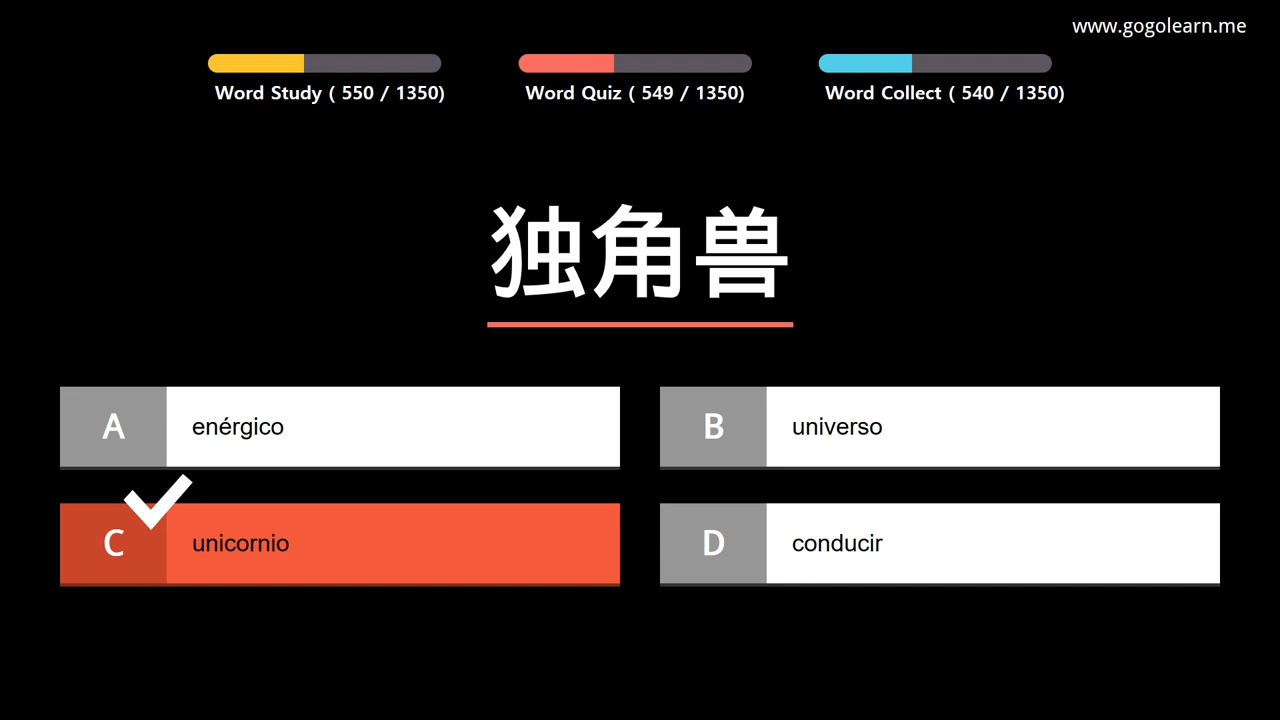 www.gogolearn.me
Word Study ( 550 / 1350)
Word Quiz ( 549 / 1350)
Word Collect ( 540 / 1350)
独角兽
A
enérgico
B
universo
C
unicornio
D
conducir